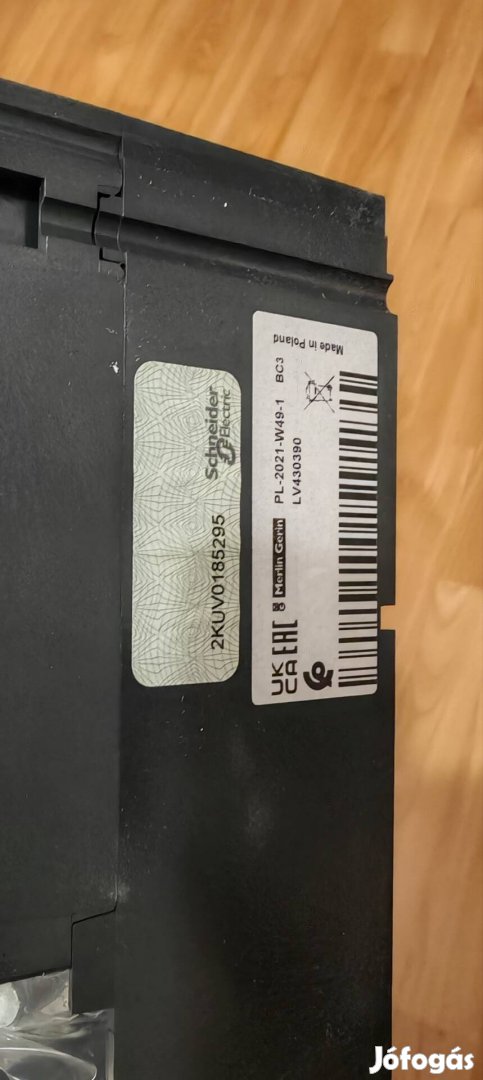 Schneider
Electric
2KUV0185295
Made in Poland
PL-2021-W49-1 BC3
LV430390
Merlin Gerin
UK
CA
EAC
Jófogás